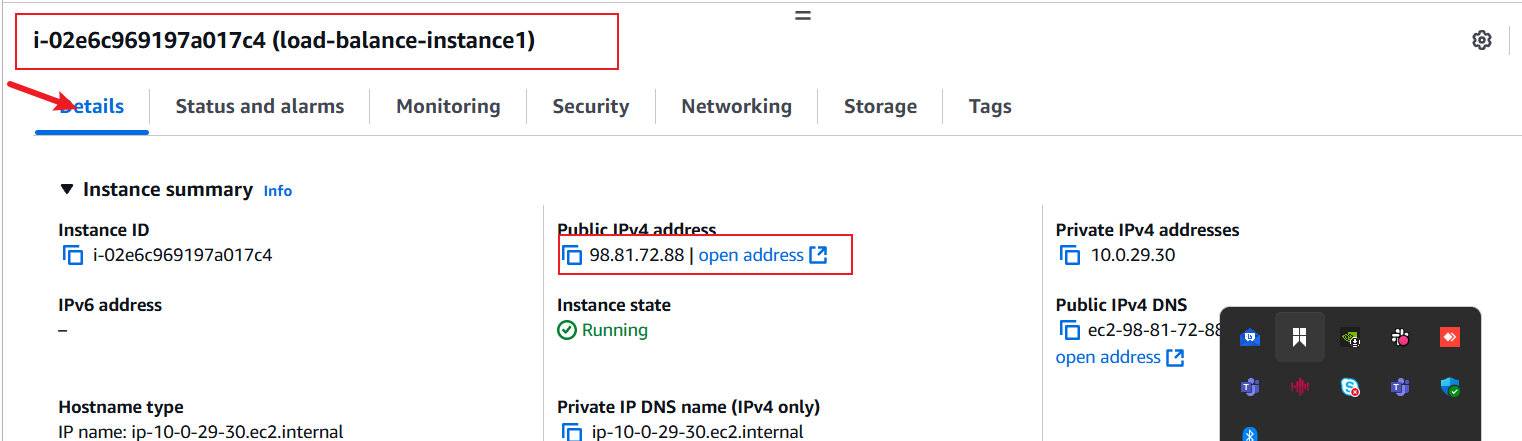 i-02e6c969197a017c4 (load-balance-instance1)
Details Status and alarms Monitoring Security Networking Storage Tags
Instance summary Info
Instance ID
i-02e6c969197a017c4
Public IPv4 address
98.81.72.88 | open address
Private IPv4 addresses
10.0.29.30
IPv6 address
–
Instance state
Running
Public IPv4 DNS
ec2-98-81-72-88
open address
Hostname type
IP name: ip-10-0-29-30.ec2.internal
Private IP DNS name (IPv4 only)
ip-10-0-29-30.ec2.internal